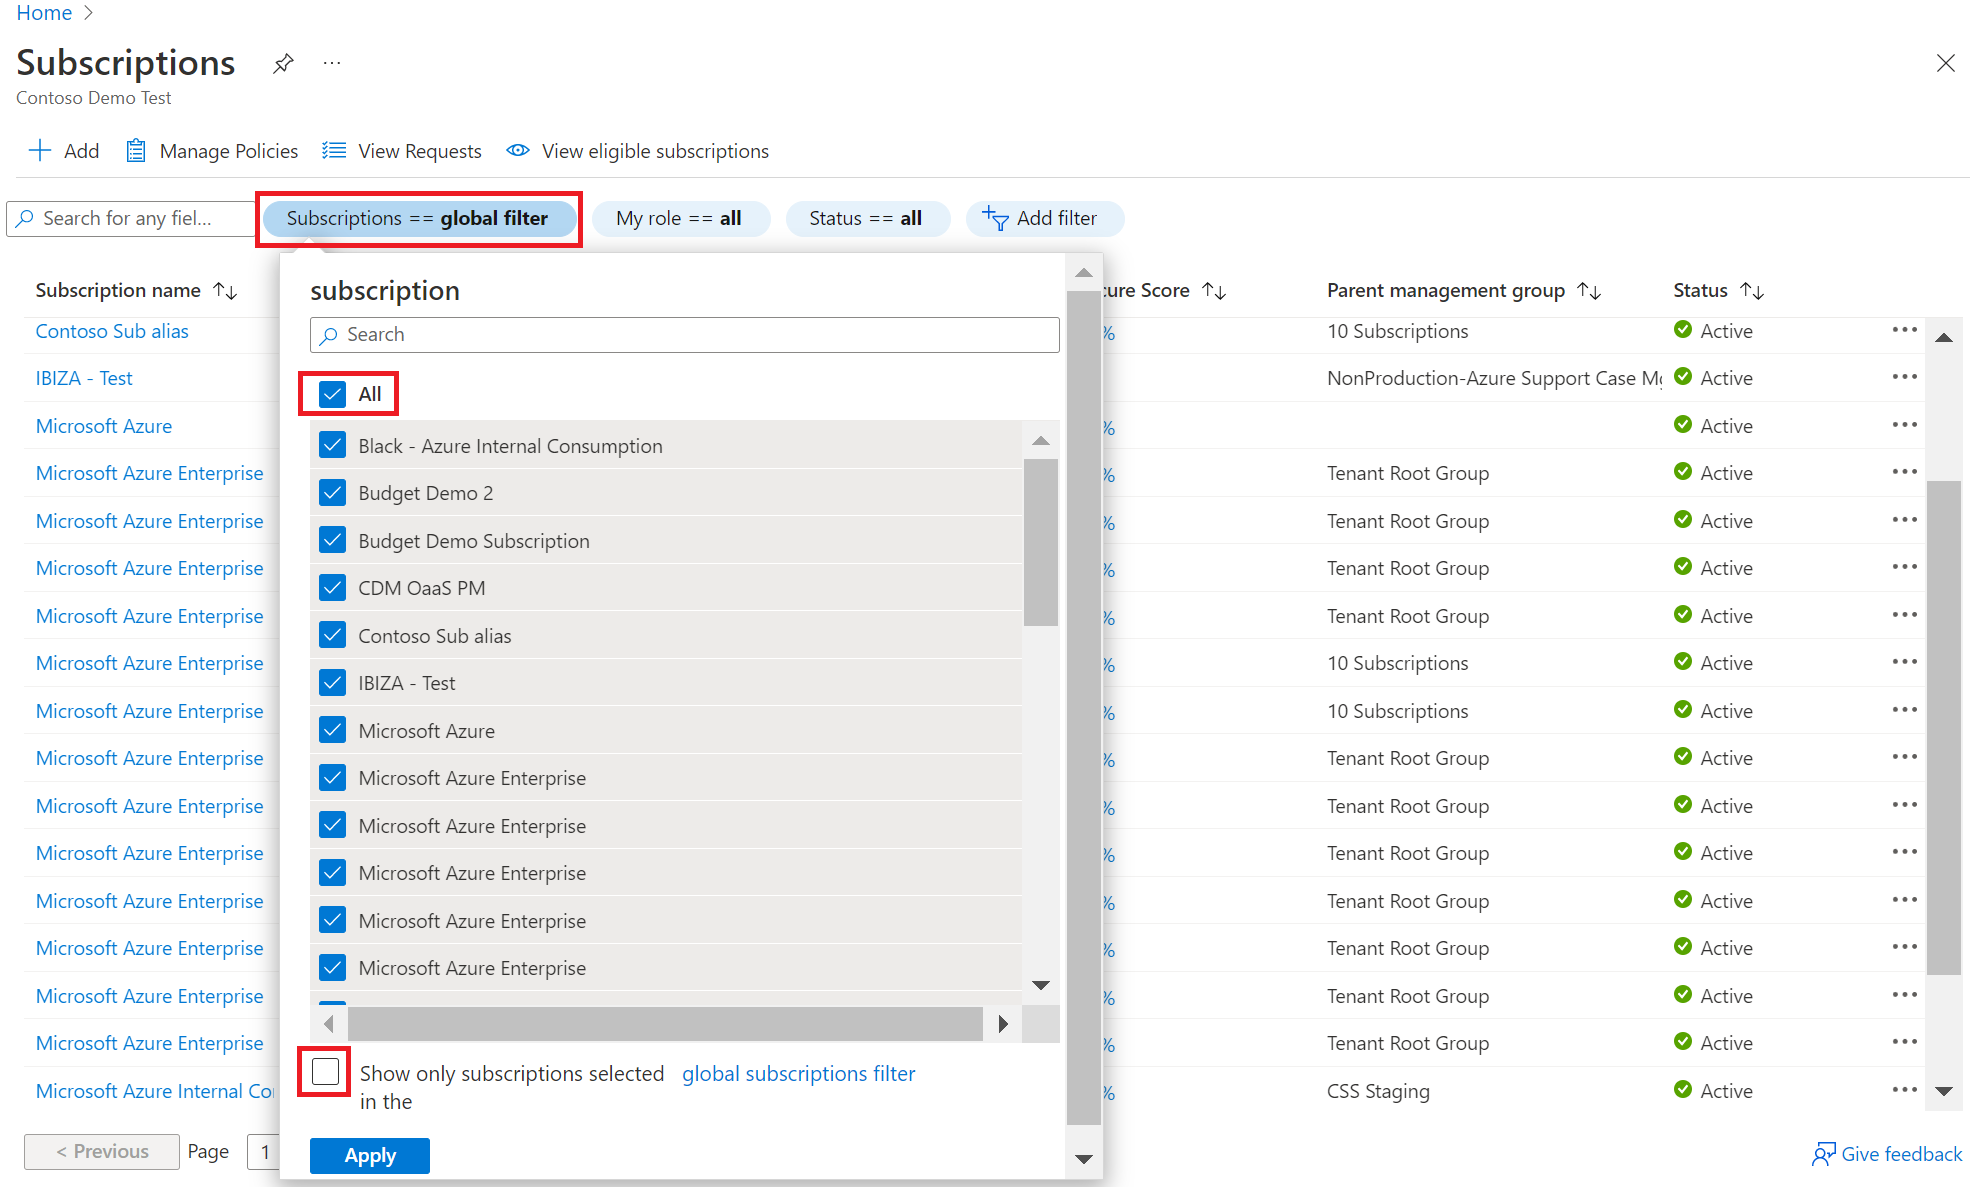 Home
Subscriptions
Contoso Demo Test
Add Manage Policies View Requests View eligible subscriptions
Search for any fiel... Subscriptions == global filter My role == all Status == all Add filter
subscription
Search
All
Black - Azure Internal Consumption
Budget Demo 2
Budget Demo Subscription
CDM OaaS PM
Contoso Sub alias
IBIZA - Test
Microsoft Azure
Microsoft Azure Enterprise
Microsoft Azure Enterprise
Microsoft Azure Enterprise
Microsoft Azure Enterprise
Microsoft Azure Enterprise
Show only subscriptions selected global subscriptions filter
in the
Apply
Subscription name cure Score Parent management group Status
Contoso Sub alias % 10 Subscriptions Active ...
IBIZA - Test NonProduction-Azure Support Case Active ...
Microsoft Azure % Active ...
Microsoft Azure Enterprise % Tenant Root Group Active ...
Microsoft Azure Enterprise % Tenant Root Group Active ...
Microsoft Azure Enterprise % Tenant Root Group Active ...
Microsoft Azure Enterprise % Tenant Root Group Active ...
Microsoft Azure Enterprise % 10 Subscriptions Active ...
Microsoft Azure Enterprise % 10 Subscriptions Active ...
Microsoft Azure Enterprise % Tenant Root Group Active ...
Microsoft Azure Enterprise % Tenant Root Group Active ...
Microsoft Azure Enterprise % Tenant Root Group Active ...
Microsoft Azure Enterprise % Tenant Root Group Active ...
Microsoft Azure Enterprise % Tenant Root Group Active ...
Microsoft Azure Enterprise % Tenant Root Group Active ...
Microsoft Azure Enterprise % Tenant Root Group Active ...
Microsoft Azure Internal Co % CSS Staging Active ...
< Previous Page 1
Give feedback